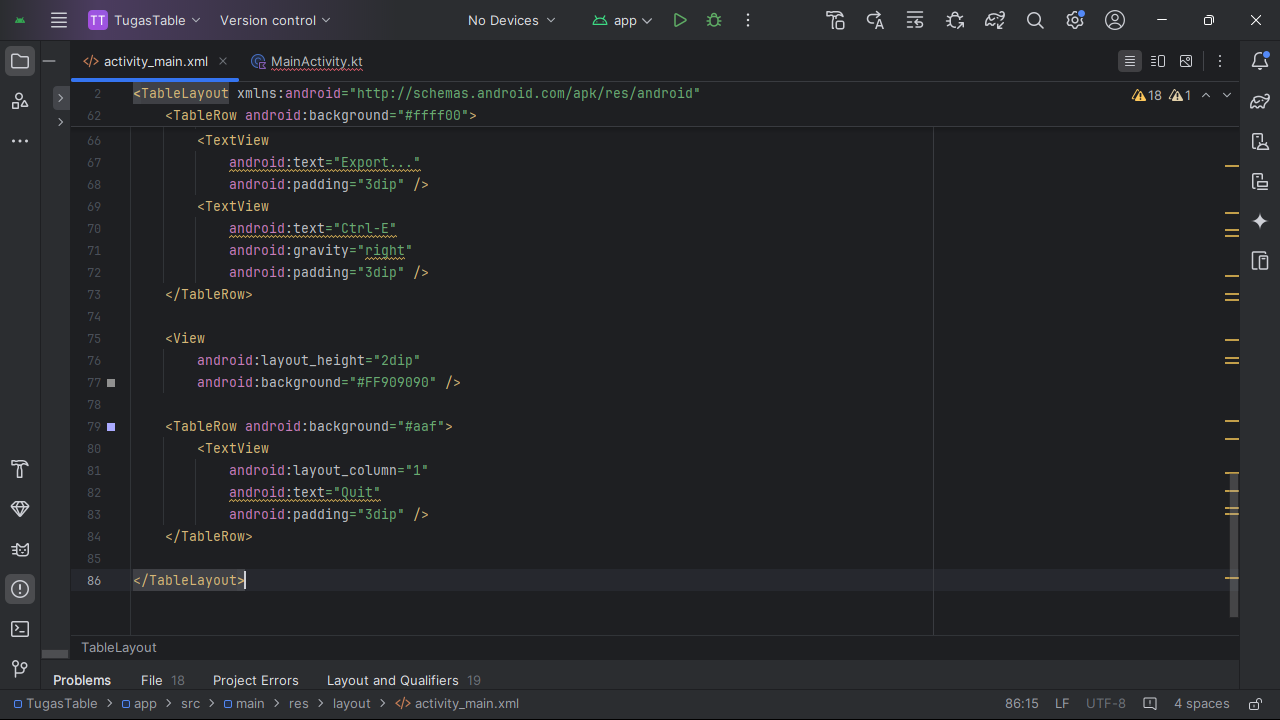 TT TugasTable Version control No Devices app
activity_main.xml MainActivity.kt
2 <TableLayout xmlns:android="http://schemas.android.com/apk/res/android" 18 1
62 <TableRow android:background="#ffff00">
66 <TextView
67 android:text="Export..."
68 android:padding="3dip" />
69 <TextView
70 android:text="Ctrl-E"
71 android:gravity="right"
72 android:padding="3dip" />
73 </TableRow>
74
75 <View
76 android:layout_height="2dip"
77 android:background="#FF909090" />
78
79 <TableRow android:background="#aaf">
80 <TextView
81 android:layout_column="1"
82 android:text="Quit"
83 android:padding="3dip" />
84 </TableRow>
85
86 </TableLayout>
TableLayout
Problems File 18 Project Errors Layout and Qualifiers 19
TugasTable > app > src > main > res > layout > activity_main.xml 86:15 LF UTF-8 4 spaces